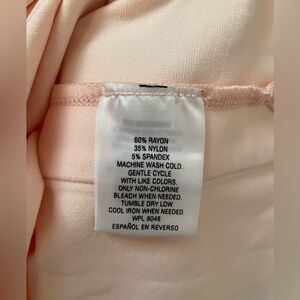 60% RAYON
35% NYLON
5% SPANDEX
MACHINE WASH COLD.
GENTLE CYCLE
WITH LIKE COLORS.
ONLY NON-CHLORINE
BLEACH WHEN NEEDED.
TUMBLE DRY LOW.
COOL IRON WHEN NEEDED.
WPL 8046
ESPAÑOL EN REVERSO